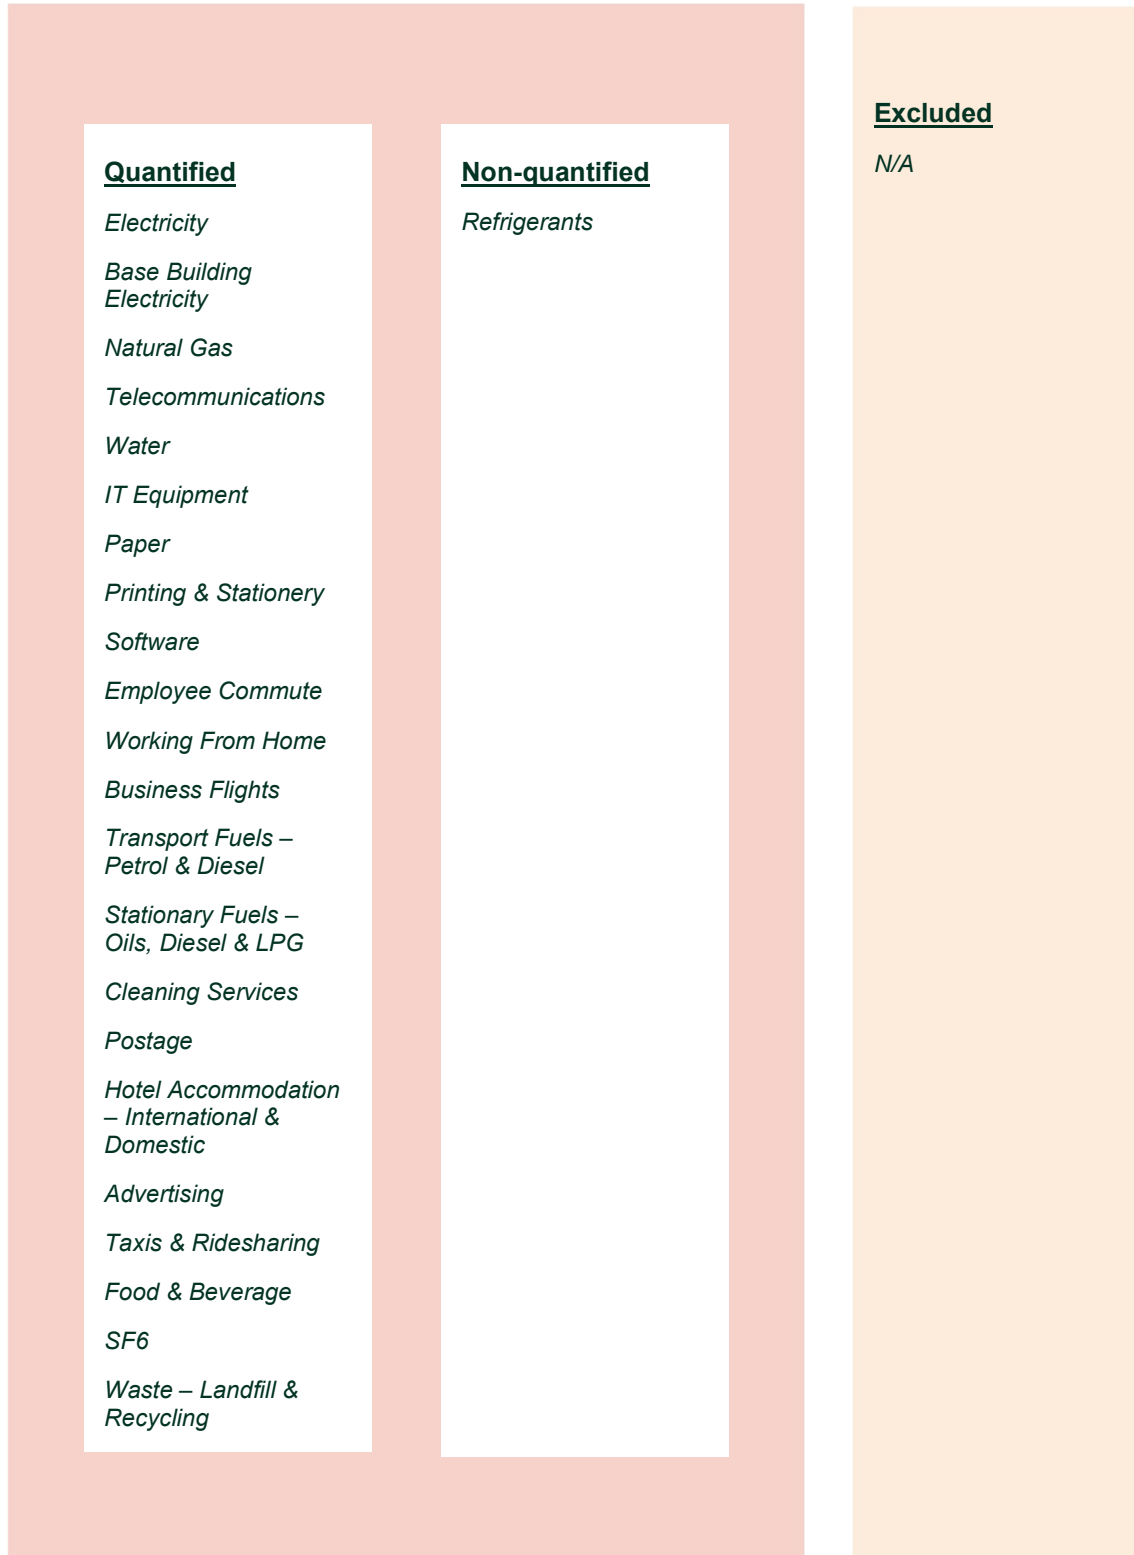 Quantified
Electricity
Base Building
Electricity
Natural Gas
Telecommunications
Water
IT Equipment
Paper
Printing & Stationery
Software
Employee Commute
Working From Home
Business Flights
Transport Fuels –
Petrol & Diesel
Stationary Fuels –
Oils, Diesel & LPG
Cleaning Services
Postage
Hotel Accommodation
– International &
Domestic
Advertising
Taxis & Ridesharing
Food & Beverage
SF6
Waste – Landfill &
Recycling
Non-quantified
Refrigerants
Excluded
N/A